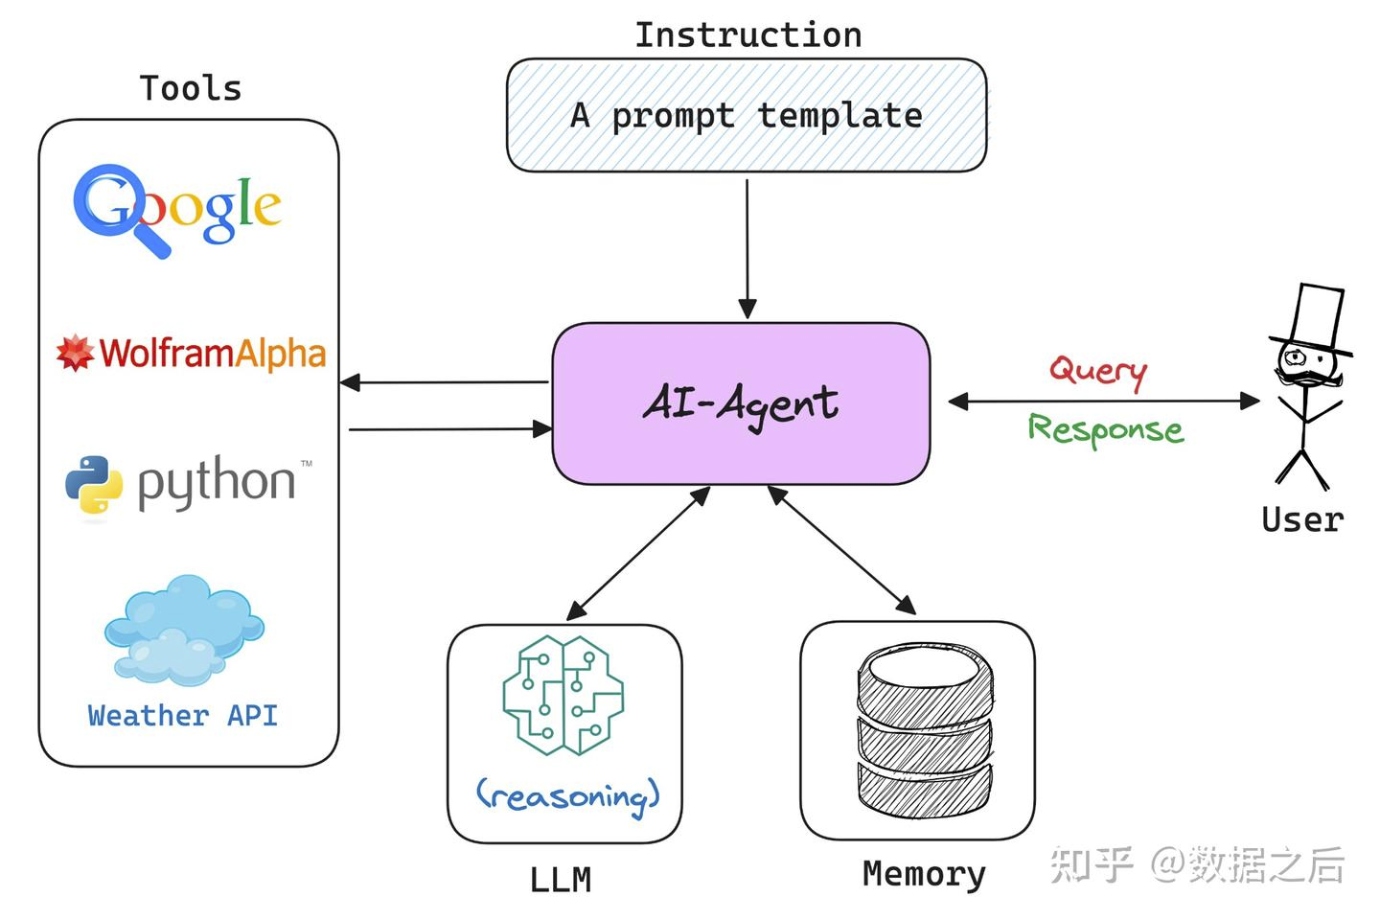 Instruction
A prompt template
Tools
Google
WolframAlpha
python™
Weather API
AI-Agent
Query
Response
User
(reasoning)
LLM
Memory
知乎 @数据之后